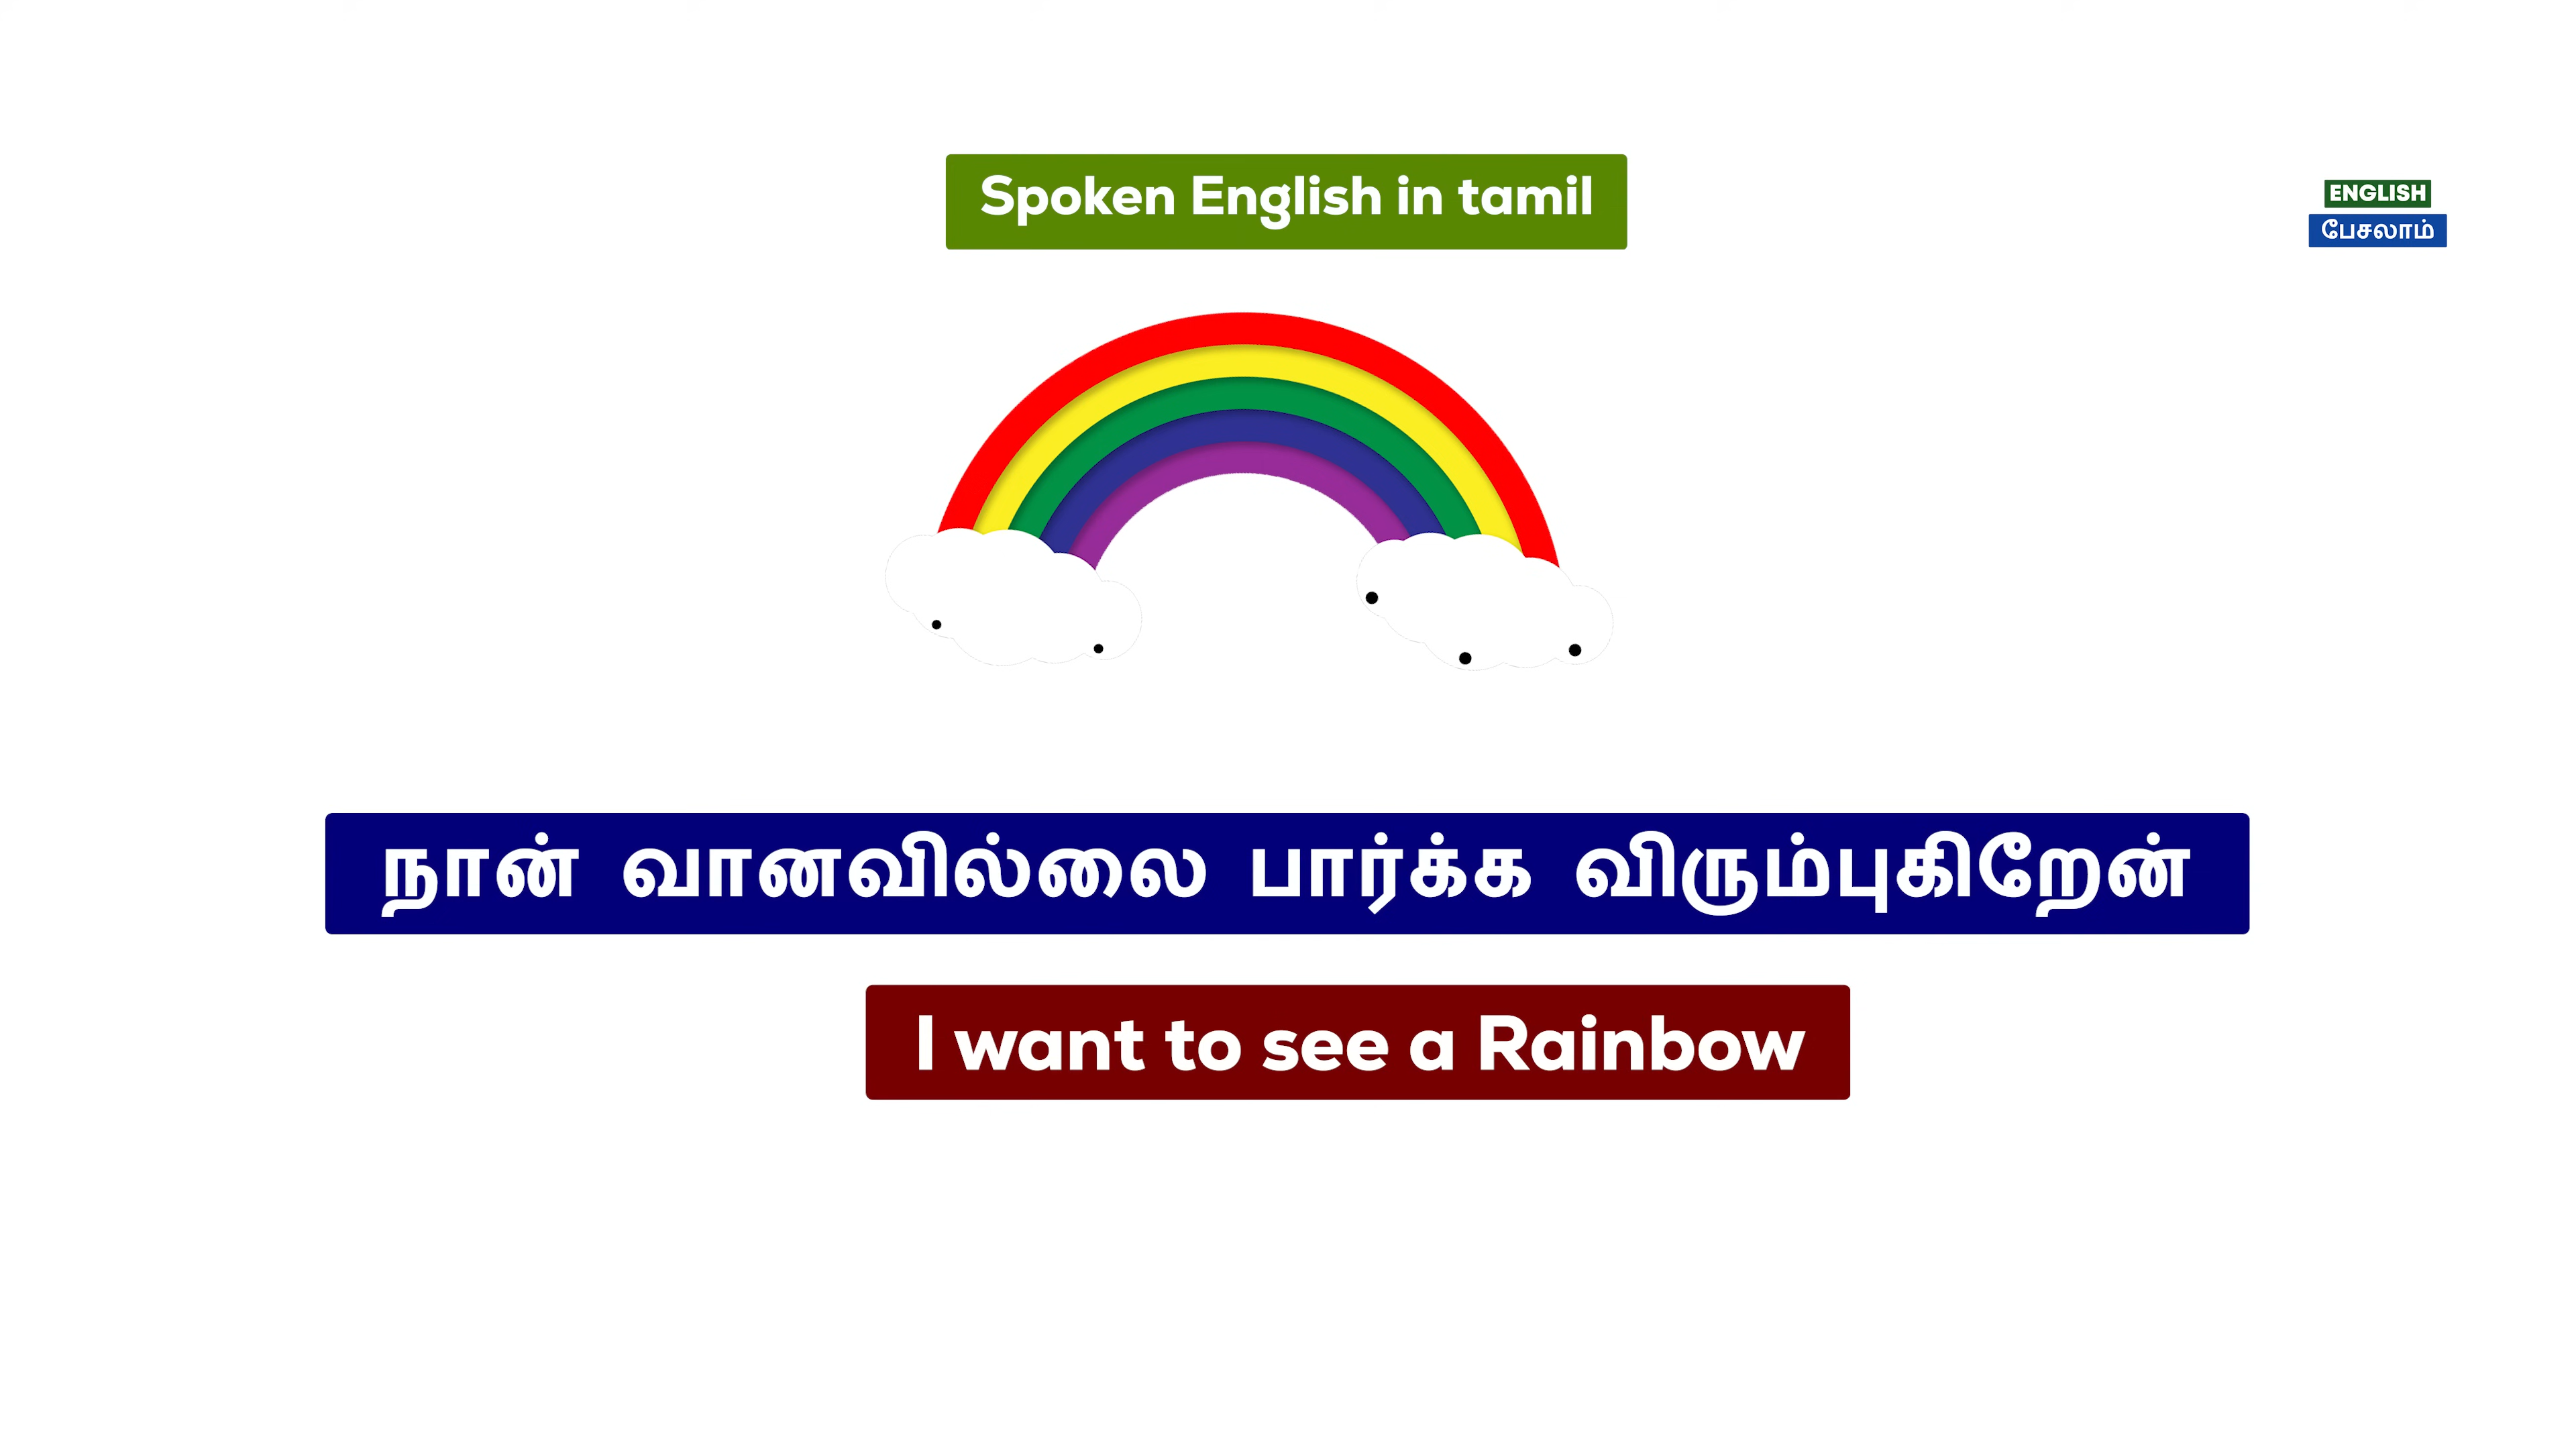 Spoken English in tamil
ENGLISH
பேசலாம்
நான் வானவில்லை பார்க்க விரும்புகிறேன்
I want to see a Rainbow